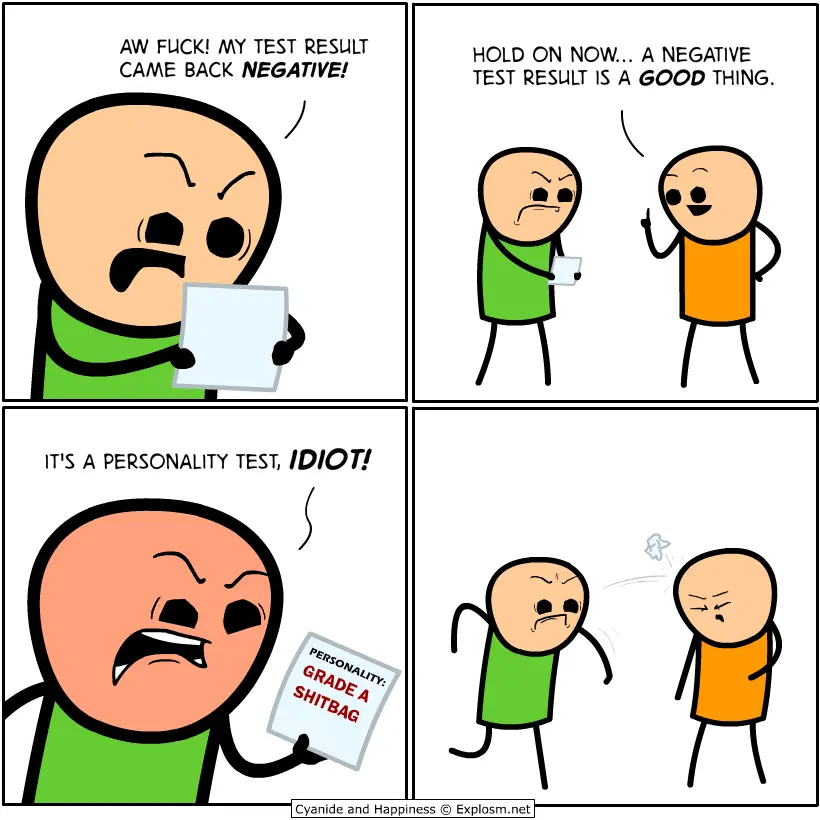 AW FUCK! MY TEST RESULT
CAME BACK NEGATIVE!
HOLD ON NOW... A NEGATIVE
TEST RESULT IS A GOOD THING.
IT'S A PERSONALITY TEST, IDIOT!
PERSONALITY:
GRADE A
SHITBAG
Cyanide and Happiness © Explosm.net